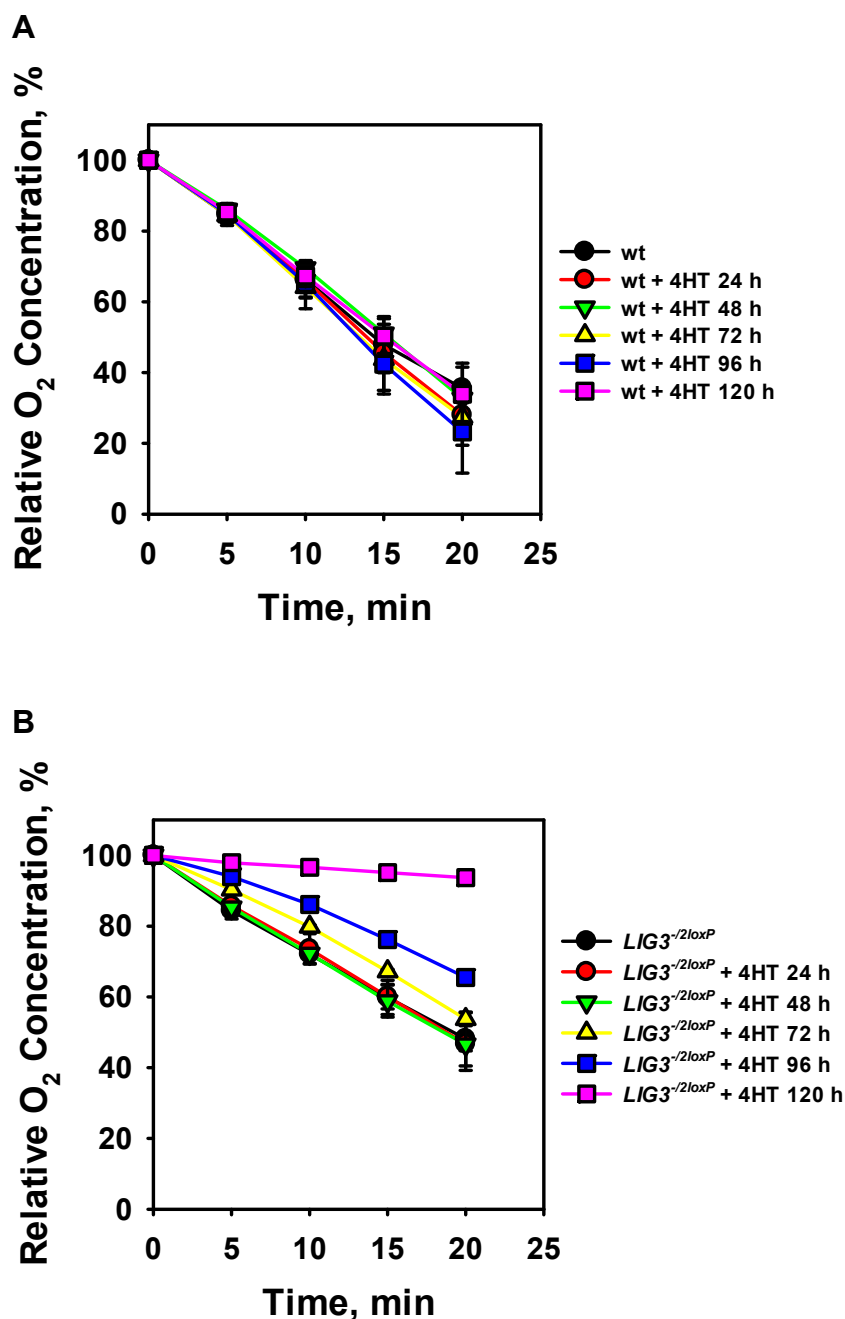 A
Relative O₂ Concentration, %
100
80
60
40
20
0
0 5 10 15 20 25
Time, min
wt
wt + 4HT 24 h
wt + 4HT 48 h
wt + 4HT 72 h
wt + 4HT 96 h
wt + 4HT 120 h
B
Relative O₂ Concentration, %
100
80
60
40
20
0
0 5 10 15 20 25
Time, min
LIG3⁻/²ˡᵒˣᴾ
LIG3⁻/²ˡᵒˣᴾ + 4HT 24 h
LIG3⁻/²ˡᵒˣᴾ + 4HT 48 h
LIG3⁻/²ˡᵒˣᴾ + 4HT 72 h
LIG3⁻/²ˡᵒˣᴾ + 4HT 96 h
LIG3⁻/²ˡᵒˣᴾ + 4HT 120 h